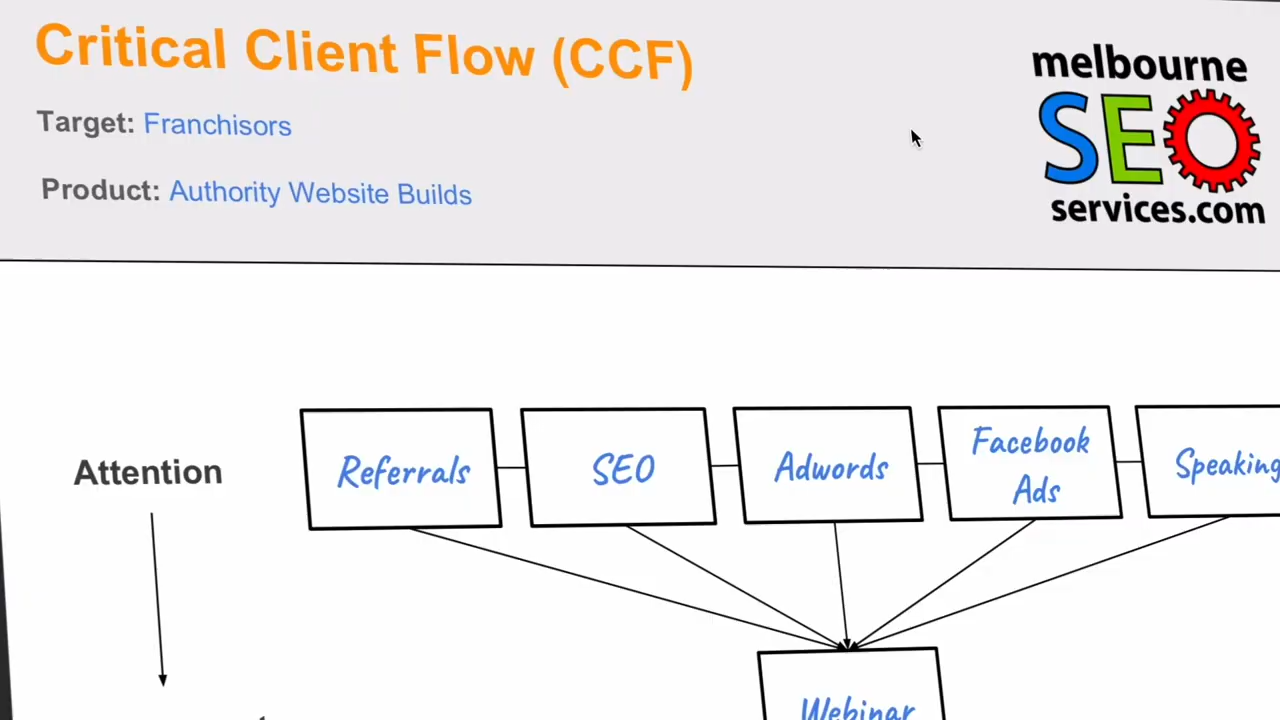 Critical Client Flow (CCF)
Target: Franchisors
Product: Authority Website Builds
melbourne
SEO
services.com
Attention
Referrals
SEO
Adwords
Facebook
Ads
Speaking
Webinar